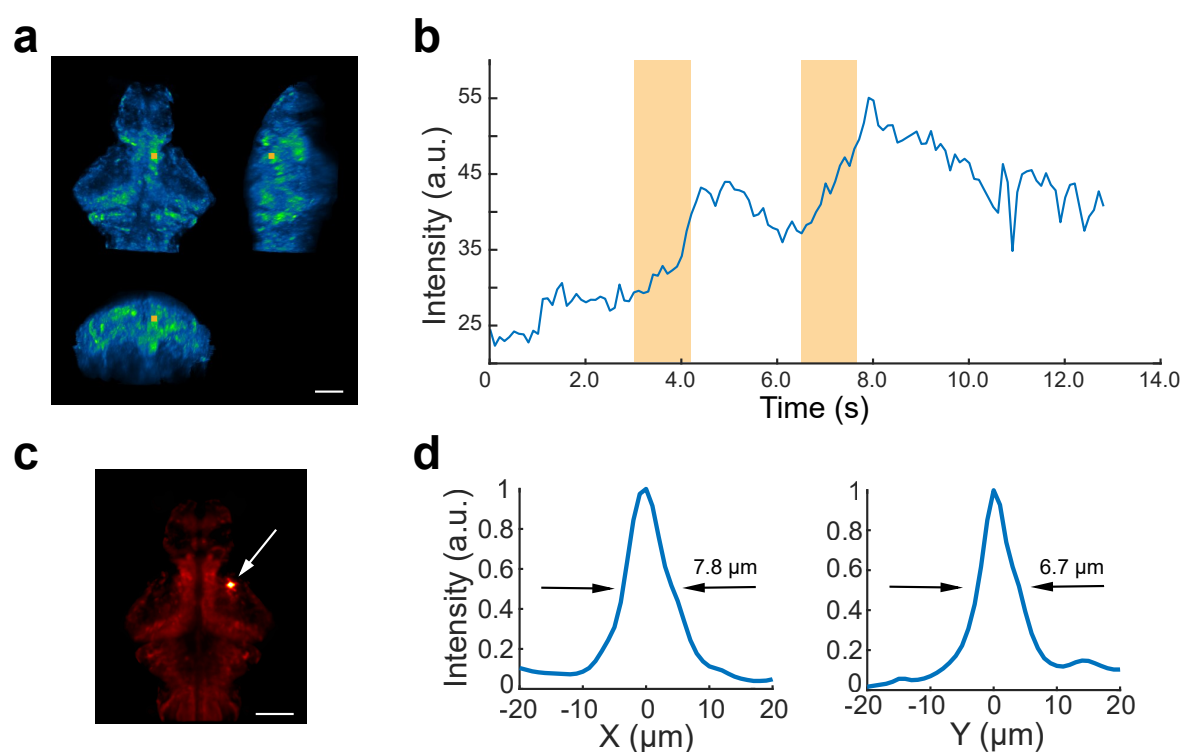 a
b
55
45
35
25
Intensity (a.u.)
0 2.0 4.0 6.0 8.0 10.0 12.0 14.0
Time (s)
c
d
1
0.8
0.6
0.4
0.2
0
Intensity (a.u.)
7.8 µm
-20 -10 0 10 20
X (µm)
1
0.8
0.6
0.4
0.2
0
6.7 µm
-20 -10 0 10 20
Y (µm)